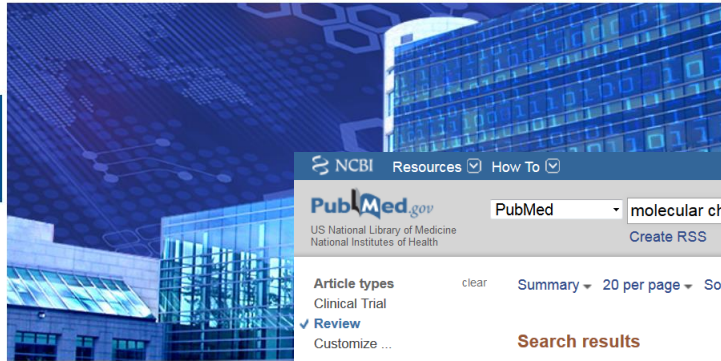 NCBI Resources How To
PubMed.gov
US National Library of Medicine
National Institutes of Health
PubMed
molecular ch
Create RSS
Article types
clear
Clinical Trial
Review
Customize ...
Summary
20 per page
So
Search results